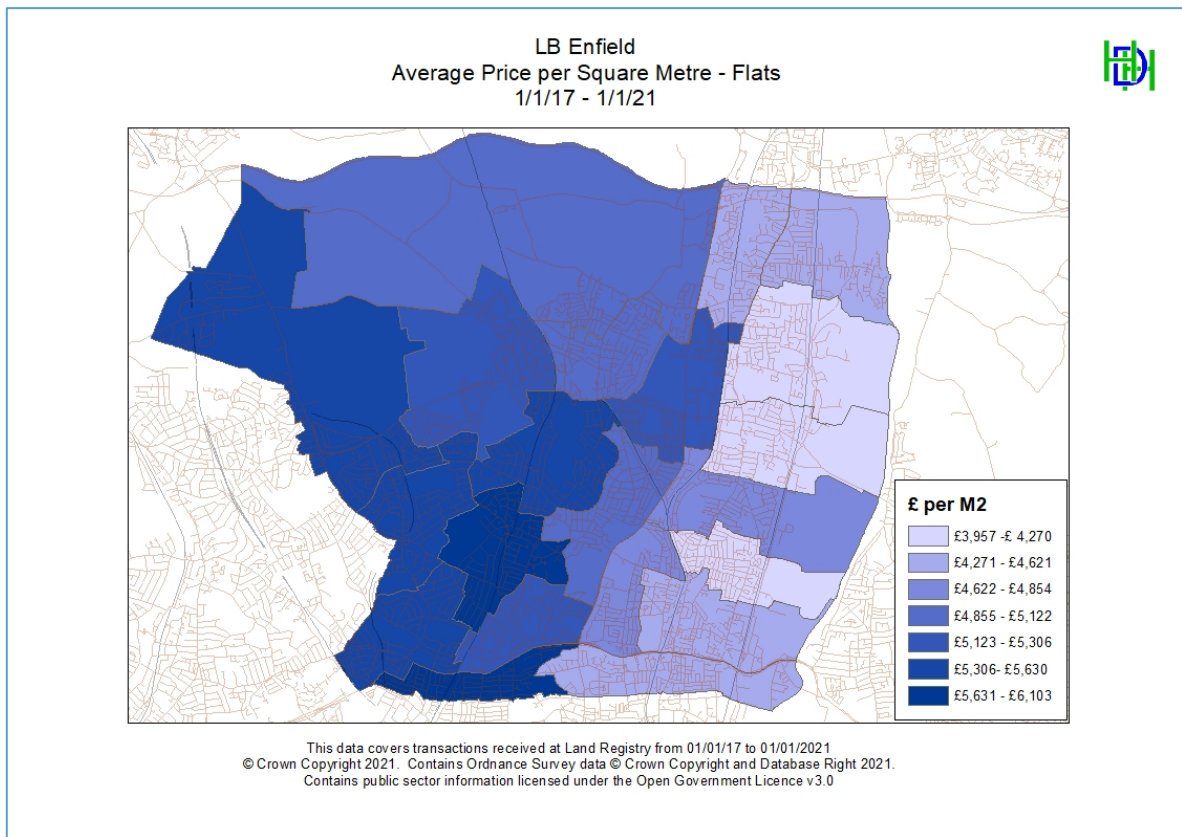 LB Enfield
Average Price per Square Metre - Flats
1/1/17 - 1/1/21
HDH
£ per M2
£3,957 -£ 4,270
£4,271 - £4,621
£4,622 - £4,854
£4,855 - £5,122
£5,123 - £5,306
£5,306- £5,630
£5,631 - £6,103
This data covers transactions received at Land Registry from 01/01/17 to 01/01/2021
© Crown Copyright 2021. Contains Ordnance Survey data © Crown Copyright and Database Right 2021.
Contains public sector information licensed under the Open Government Licence v3.0